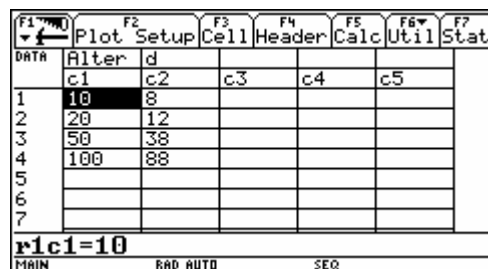 F1 F2 F3 F4 F5 F6 F7
Plot Setup Cell Header Calc Util Stat
DATA Alter d
c1 c2 c3 c4 c5
1 10 8
2 20 12
3 50 38
4 100 88
5
6
7
r1c1=10
MAIN RAD AUTO SEQ